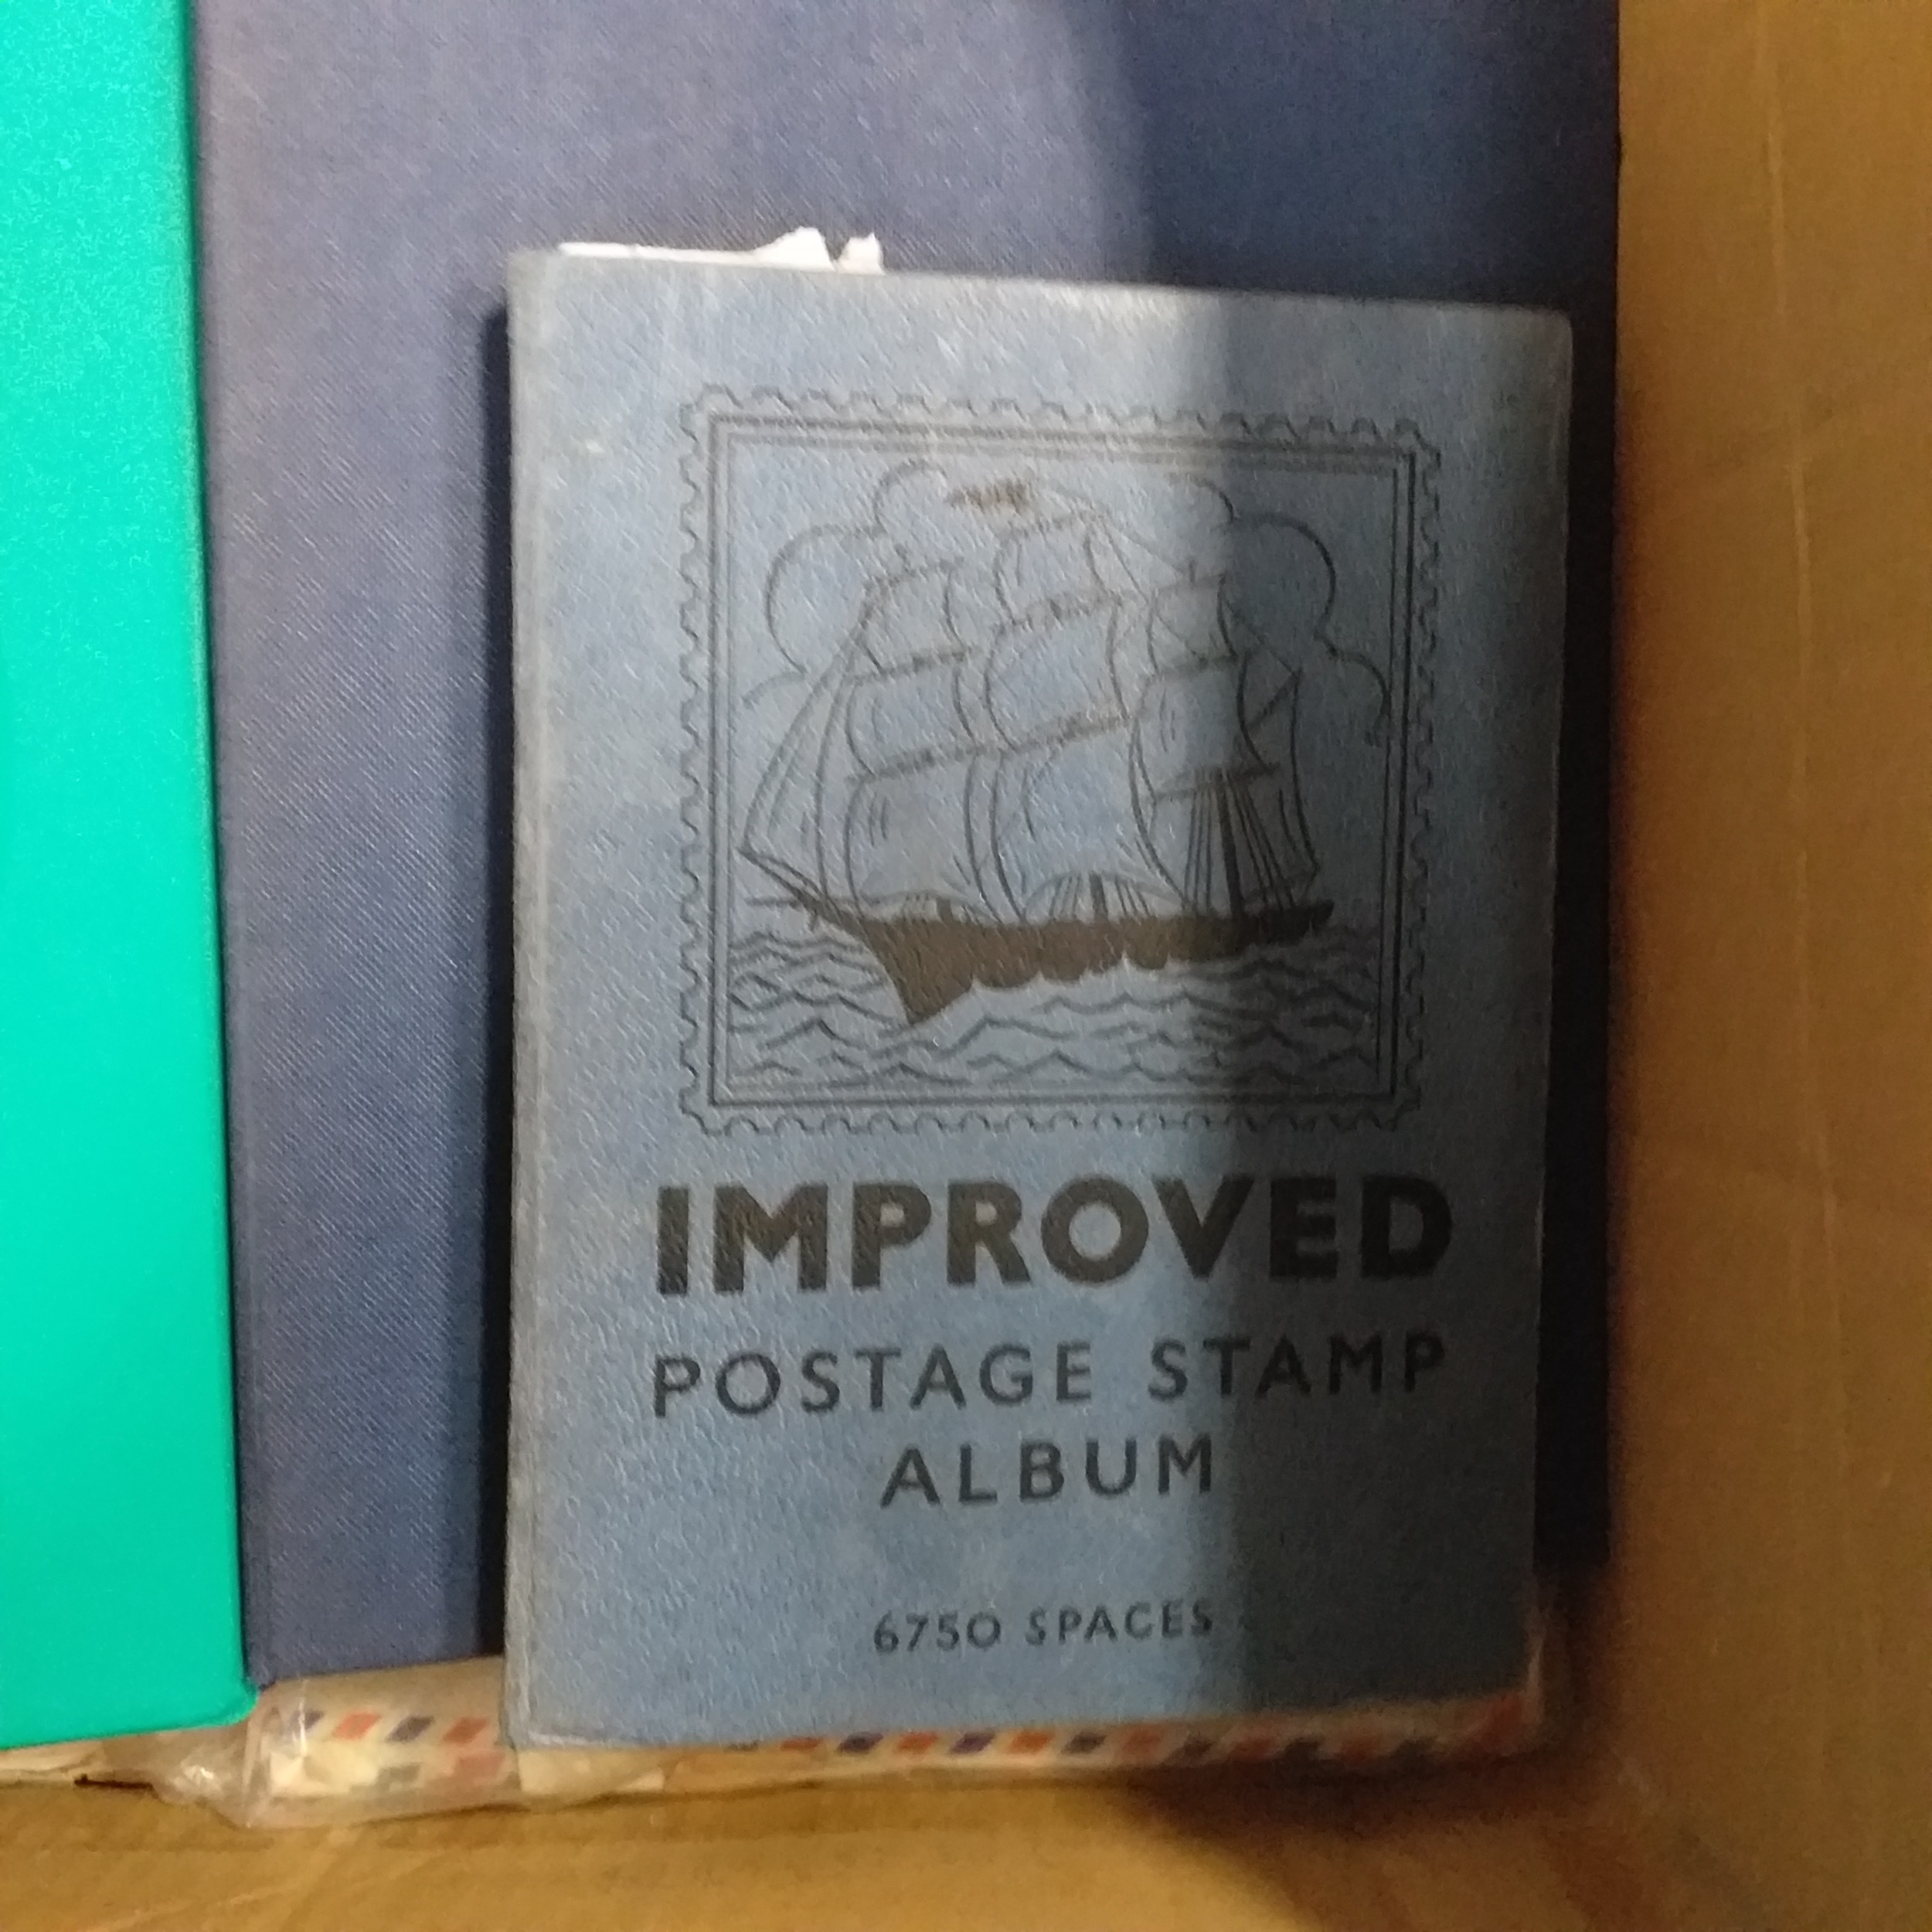 IMPROVED
POSTAGE STAMP
ALBUM
6750 SPACES